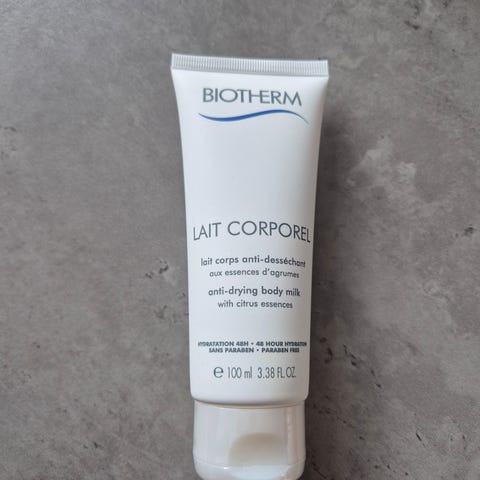 BIOTHERM
LAIT CORPOREL
lait corps anti-desséchant
aux essences d'agrumes
anti-drying body milk
with citrus essences
HYDRATATION 48H • 48 HOUR HYDRATION
SANS PARABEN • PARABEN FREE
℮ 100 ml 3.38 FL.OZ.